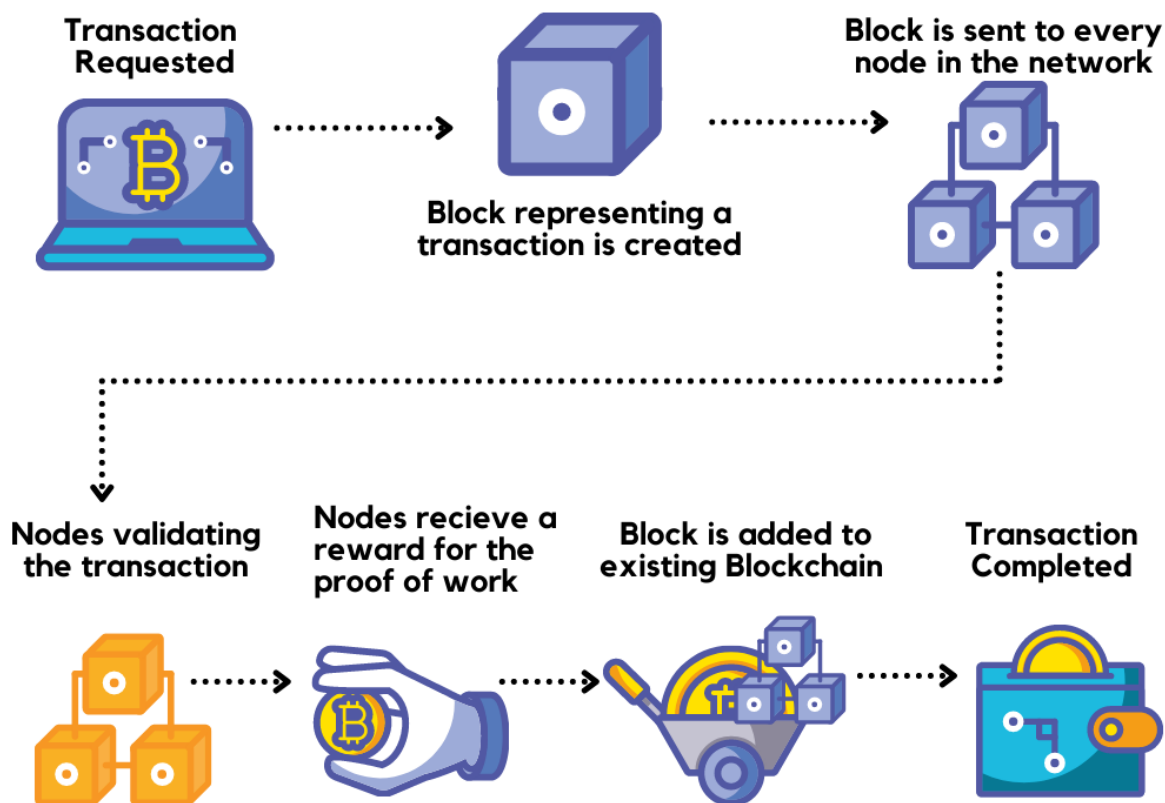 Transaction
Requested
Block representing a
transaction is created
Block is sent to every
node in the network
Nodes validating
the transaction
Nodes recieve a
reward for the
proof of work
Block is added to
existing Blockchain
Transaction
Completed